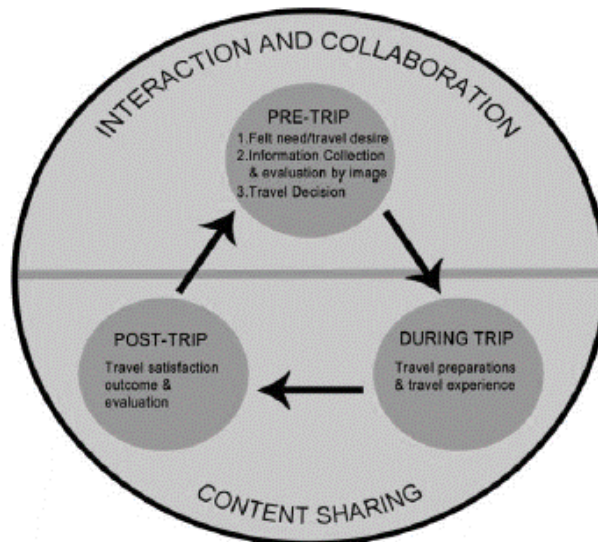 INTERACTION AND COLLABORATION
PRE-TRIP
1.Felt need/travel desire
2.Information Collection
& evaluation by image
3.Travel Decision
POST-TRIP
Travel satisfaction
outcome &
evaluation
DURING TRIP
Travel preparations
& travel experience
CONTENT SHARING